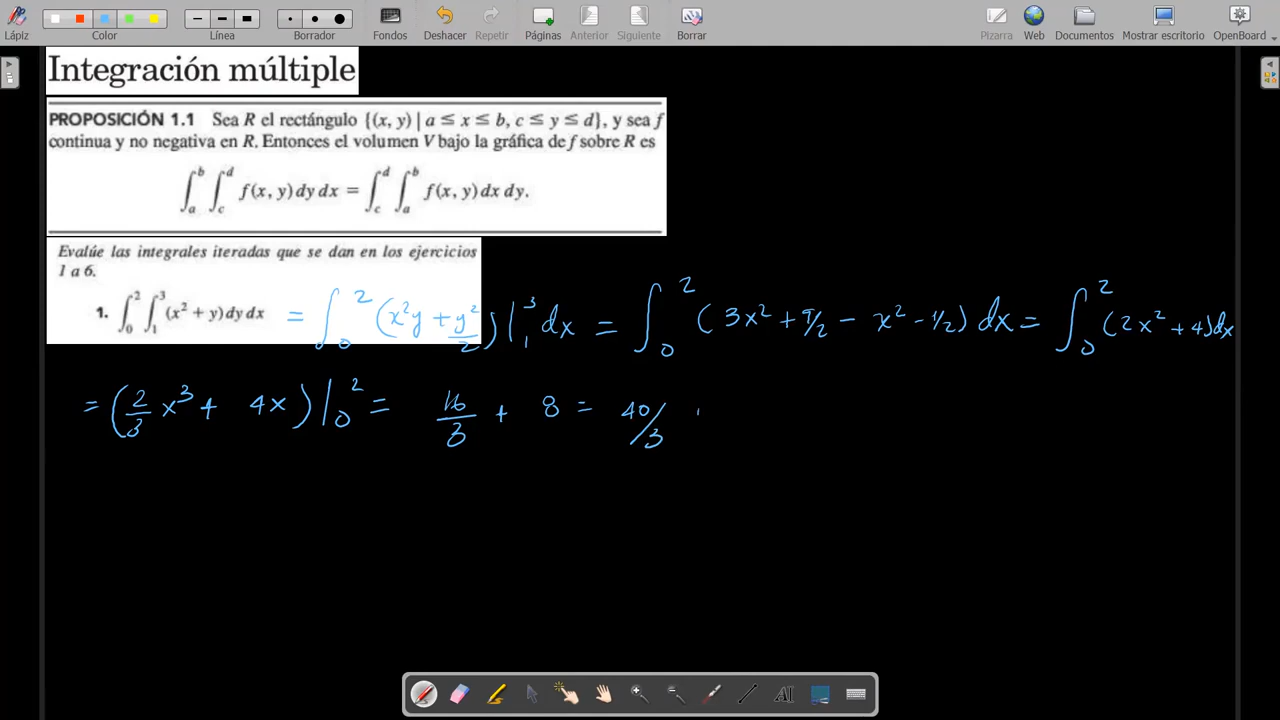 Lápiz Color Línea Borrador Fondos Deshacer Repetir Páginas Anterior Siguiente Borrar Pizarra Web Documentos Mostrar escritorio OpenBoard
Integración múltiple
PROPOSICIÓN 1.1 Sea R el rectángulo {(x, y) | a ≤ x ≤ b, c ≤ y ≤ d}, y sea f
continua y no negativa en R. Entonces el volumen V bajo la gráfica de f sobre R es
∫_a^b ∫_c^d f(x, y) dy dx = ∫_c^d ∫_a^b f(x, y) dx dy.
Evalúe las integrales iteradas que se dan en los ejercicios
1 a 6.
1. ∫_0^2 ∫_1^3 (x² + y) dy dx = ∫_0^2 (x²y + y²/2) |_1^3 dx = ∫_0^2 (3x² + 9/2 − x² − 1/2) dx = ∫_0^2 (2x² + 4) dx
= (2/3 x³ + 4x) |_0^2 = 16/3 + 8 = 40/3
AI